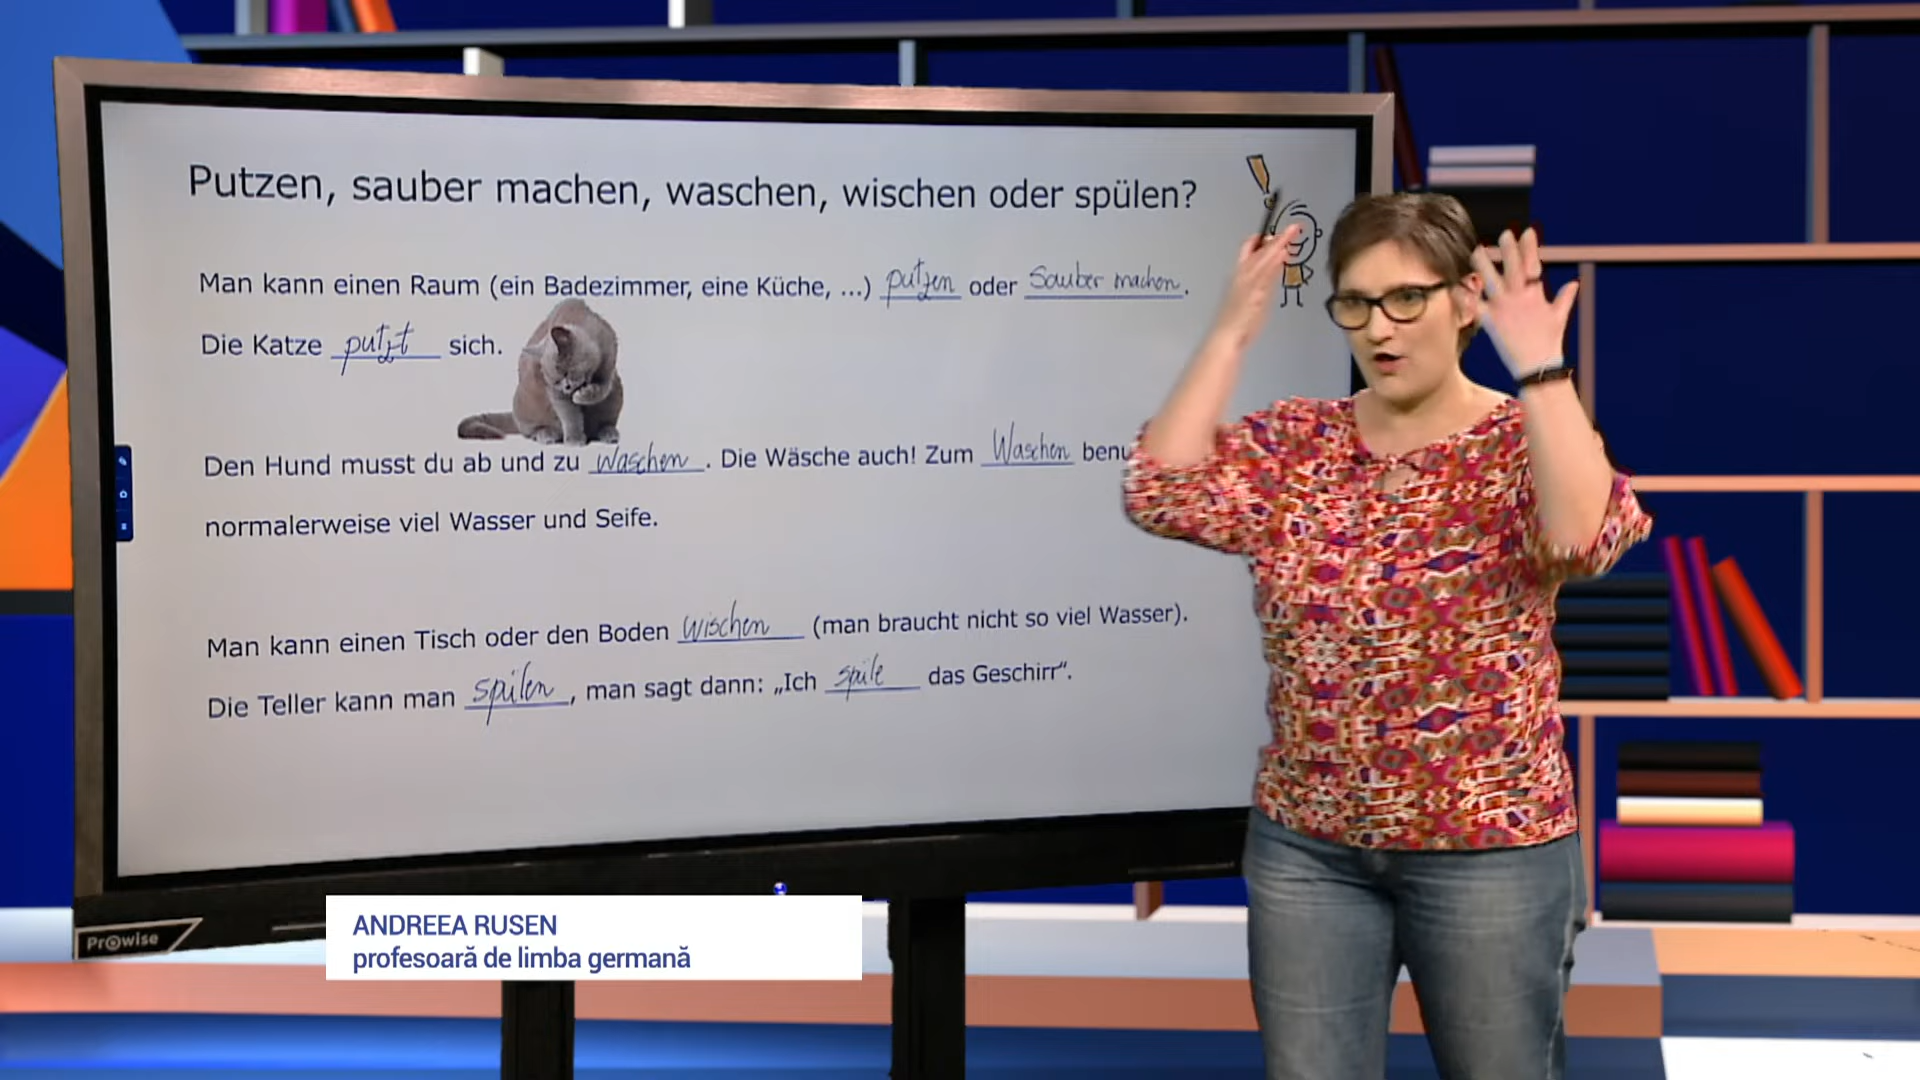 Putzen, sauber machen, waschen, wischen oder spülen?
Man kann einen Raum (ein Badezimmer, eine Küche, ...) putzen oder Sauber machen.
Die Katze putzt sich.
Den Hund musst du ab und zu waschen. Die Wäsche auch! Zum Waschen benu
normalerweise viel Wasser und Seife.
Man kann einen Tisch oder den Boden wischen (man braucht nicht so viel Wasser).
Die Teller kann man spülen, man sagt dann: „Ich spüle das Geschirr“.
Prowise
ANDREEA RUSEN
profesoară de limba germană